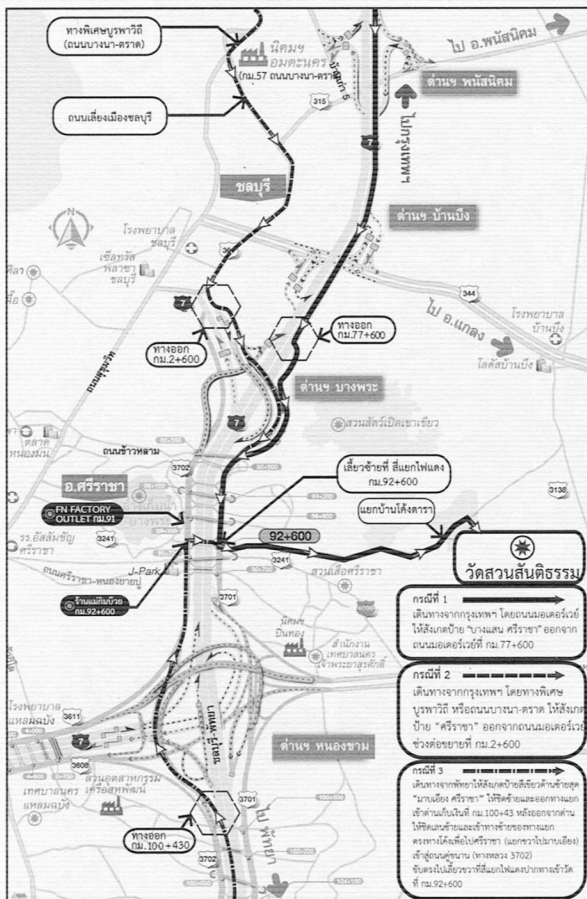 ทางพิเศษบูรพาวิถี
(ถนนบางนา-ตราด)
นิคมฯ
อมตะนคร
(กม.57 ถนนบางนา-ตราด)
ไป อ.พนัสนิคม
ด่านฯ พนัสนิคม
315
ถนนเลี่ยงเมืองชลบุรี
7
ไปกรุงเทพฯ
ชลบุรี
ด่านฯ บ้านบึง
N
โรงพยาบาล
ชลบุรี
เซ็ลทรัล
พลาซา
ชลบุรี
7
344
ไป อ.แกลง
โรงพยาบาล
บ้านบึง
โลตัสบ้านบึง
ทางออก
กม.2+600
ทางออก
กม.77+600
ด่านฯ บางพระ
7
สวนสัตว์เปิดเขาเขียว
ตลาด
หนองมน
ถนนข้าวหลาม
3702
เลี้ยวซ้ายที่ สี่แยกไฟแดง
กม.92+600
อ.ศรีราชา
3138
แยกบ้านโค้งดารา
FN FACTORY
OUTLET กม.91
92+600
รร.อัสสัมชัญ
ศรีราชา
3241
3241
J-Park
สวนเสือศรีราชา
วัดสวนสันติธรรม
ถนนศรีราชา-หนองยายบู่
ร้านแม่กิมบ๊วย
กม.92+600
3701
นิคมฯ
ปิ่นทอง
สำนักงาน
เทศบาลนคร
เจ้าพระยาสุรศักดิ์
กรณีที่ 1
เดินทางจากกรุงเทพฯ โดยถนนมอเตอร์เวย์
ให้สังเกตป้าย "บางแสน ศรีราชา" ออกจาก
ถนนมอเตอร์เวย์ที่ กม.77+600
กรณีที่ 2
เดินทางจากกรุงเทพฯ โดยทางพิเศษ
บูรพาวิถี หรือถนนบางนา-ตราด ให้สังเกต
ป้าย "ศรีราชา" ออกจากถนนมอเตอร์เวย์
ช่วงต่อขยายที่ กม.2+600
โรงพยาบาล
แหลมฉบัง
3611
7
ด่านฯ หนองขาม
3608
สวนอุตสาหกรรม
เครือสหพัฒน์
เทศบาลนคร
แหลมฉบัง
3701
ทางออก
กม.100+430
3702
ไป พัทยา
กรณีที่ 3
เดินทางจากพัทยาให้สังเกตป้ายสีเขียวด้านซ้ายสุด
"มาบเอียง ศรีราชา" ให้ชิดซ้ายและออกทางแยก
เข้าด่านเก็บเงินที่ กม.100+43 หลังออกจากด่าน
ให้ชิดเลนซ้ายและเข้าทางซ้ายของทางแยก
ตรงทางโค้งเพื่อไปศรีราชา (แยกขวาไปมาบเอียง)
เข้าสู่ถนนคู่ขนาน (ทางหลวง 3702)
ขับตรงไปเลี้ยวขวาที่สี่แยกไฟแดงปากทางเข้าวัด
ที่ กม.92+600